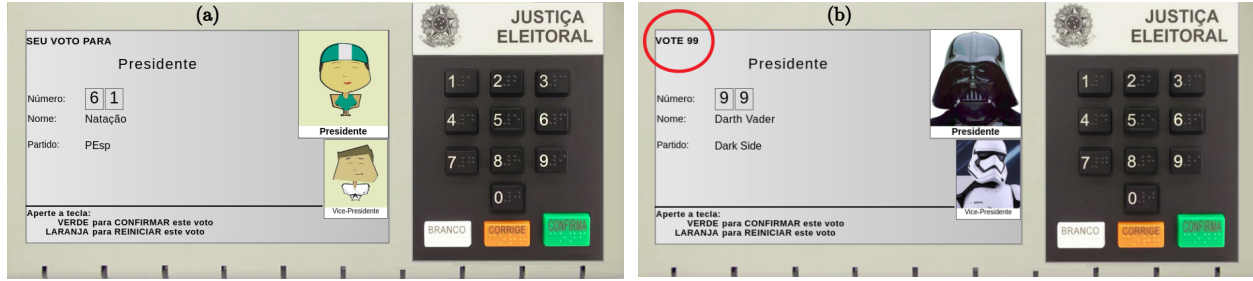 (a)
SEU VOTO PARA
Presidente
Número: 6 1
Nome: Natação
Partido: PEsp
Presidente
Vice-Presidente
Aperte a tecla:
VERDE para CONFIRMAR este voto
LARANJA para REINICIAR este voto
JUSTIÇA
ELEITORAL
1 2 3
4 5 6
7 8 9
0
BRANCO CORRIGE CONFIRMA
(b)
VOTE 99
Presidente
Número: 9 9
Nome: Darth Vader
Partido: Dark Side
Presidente
Vice-Presidente
Aperte a tecla:
VERDE para CONFIRMAR este voto
LARANJA para REINICIAR este voto
JUSTIÇA
ELEITORAL
1 2 3
4 5 6
7 8 9
0
BRANCO CORRIGE CONFIRMA